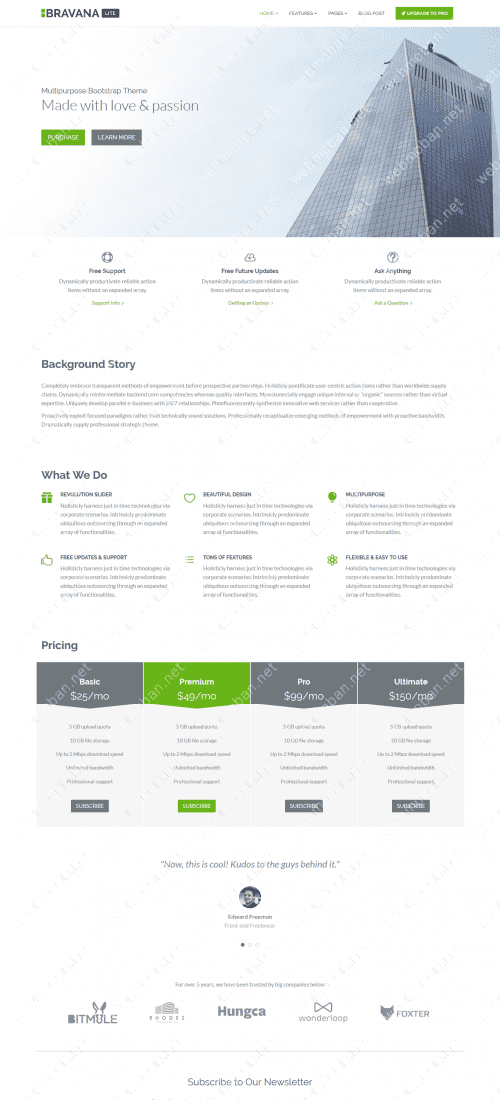 BRAVANA LITE
HOME FEATURES PAGES BLOG POST UPGRADE TO PRO
Multipurpose Bootstrap Theme
Made with love & passion
PURCHASE LEARN MORE
Free Support
Dynamically productivate reliable action
items without an expanded array.
Support Info >
Free Future Updates
Dynamically productivate reliable action
items without an expanded array.
Getting an Update >
Ask Anything
Dynamically productivate reliable action
items without an expanded array.
Ask a Question >
Background Story
Completely embrace transparent methods of empowerment before prospective partnerships. Holisticly pontificate user-centric action items rather than worldwide supply
chains. Dynamically reintermediate backend core competencies whereas quality interfaces. Monotonectally engage unique internal or "organic" sources rather than virtual
expertise. Uniquely develop parallel e-business with 24/7 relationships. Phosfluorescently synthesize innovative web services rather than cooperative.
Proactively exploit focused paradigms rather than technically sound solutions. Professionally recaptiualize emerging methods of empowerment with proactive bandwidth.
Dramatically supply professional strategic theme.
What We Do
REVOLUTION SLIDER
Holisticly harness just in time technologies via
corporate scenarios. Intrinsicly predominate
ubiquitous outsourcing through an expanded
array of functionalities.
BEAUTIFUL DESGIN
Holisticly harness just in time technologies via
corporate scenarios. Intrinsicly predominate
ubiquitous outsourcing through an expanded
array of functionalities.
MULTIPURPOSE
Holisticly harness just in time technologies via
corporate scenarios. Intrinsicly predominate
ubiquitous outsourcing through an expanded
array of functionalities.
FREE UPDATES & SUPPORT
Holisticly harness just in time technologies via
corporate scenarios. Intrinsicly predominate
ubiquitous outsourcing through an expanded
array of functionalities.
TONS OF FEATURES
Holisticly harness just in time technologies via
corporate scenarios. Intrinsicly predominate
ubiquitous outsourcing through an expanded
array of functionalities.
FLEXIBLE & EASY TO USE
Holisticly harness just in time technologies via
corporate scenarios. Intrinsicly predominate
ubiquitous outsourcing through an expanded
array of functionalities.
Pricing
Basic
$25/mo
5 GB upload quota
10 GB file storage
Up to 2 Mbps download speed
Unlimited bandwidth
Professional support
SUBSCRIBE
Premium
$49/mo
5 GB upload quota
10 GB file storage
Up to 2 Mbps download speed
Unlimited bandwidth
Professional support
SUBSCRIBE
Pro
$99/mo
5 GB upload quota
10 GB file storage
Up to 2 Mbps download speed
Unlimited bandwidth
Professional support
SUBSCRIBE
Ultimate
$150/mo
5 GB upload quota
10 GB file storage
Up to 2 Mbps download speed
Unlimited bandwidth
Professional support
SUBSCRIBE
"Now, this is cool! Kudos to the guys behind it."
Edward Freeman
Front-end Freelancer
For over 5 years, we have been trusted by big companies below
BITMULE
RHODES
Hungca
wonderloop
FOXTER
Subscribe to Our Newsletter